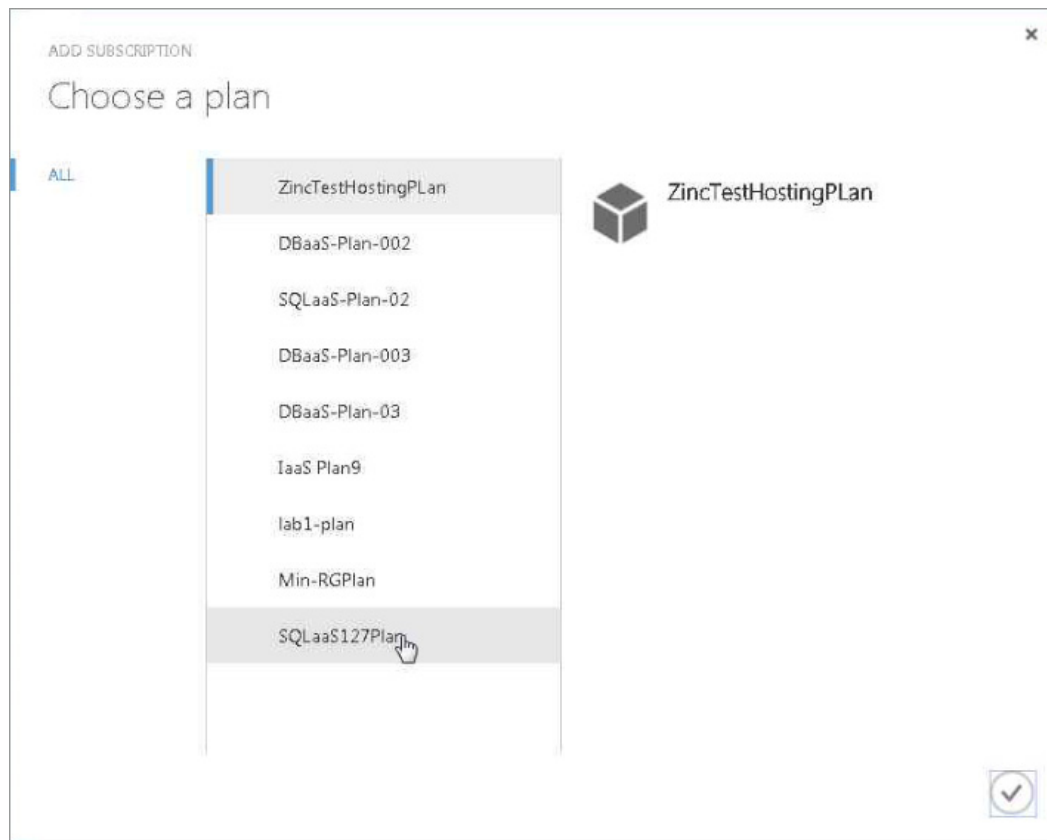 ADD SUBSCRIPTION
Choose a plan
ALL
ZincTestHostingPLan
DBaaS-Plan-002
SQLaaS-Plan-02
DBaaS-Plan-003
DBaaS-Plan-03
IaaS Plan9
lab1-plan
Min-RGPlan
SQLaaS127Plan
ZincTestHostingPLan